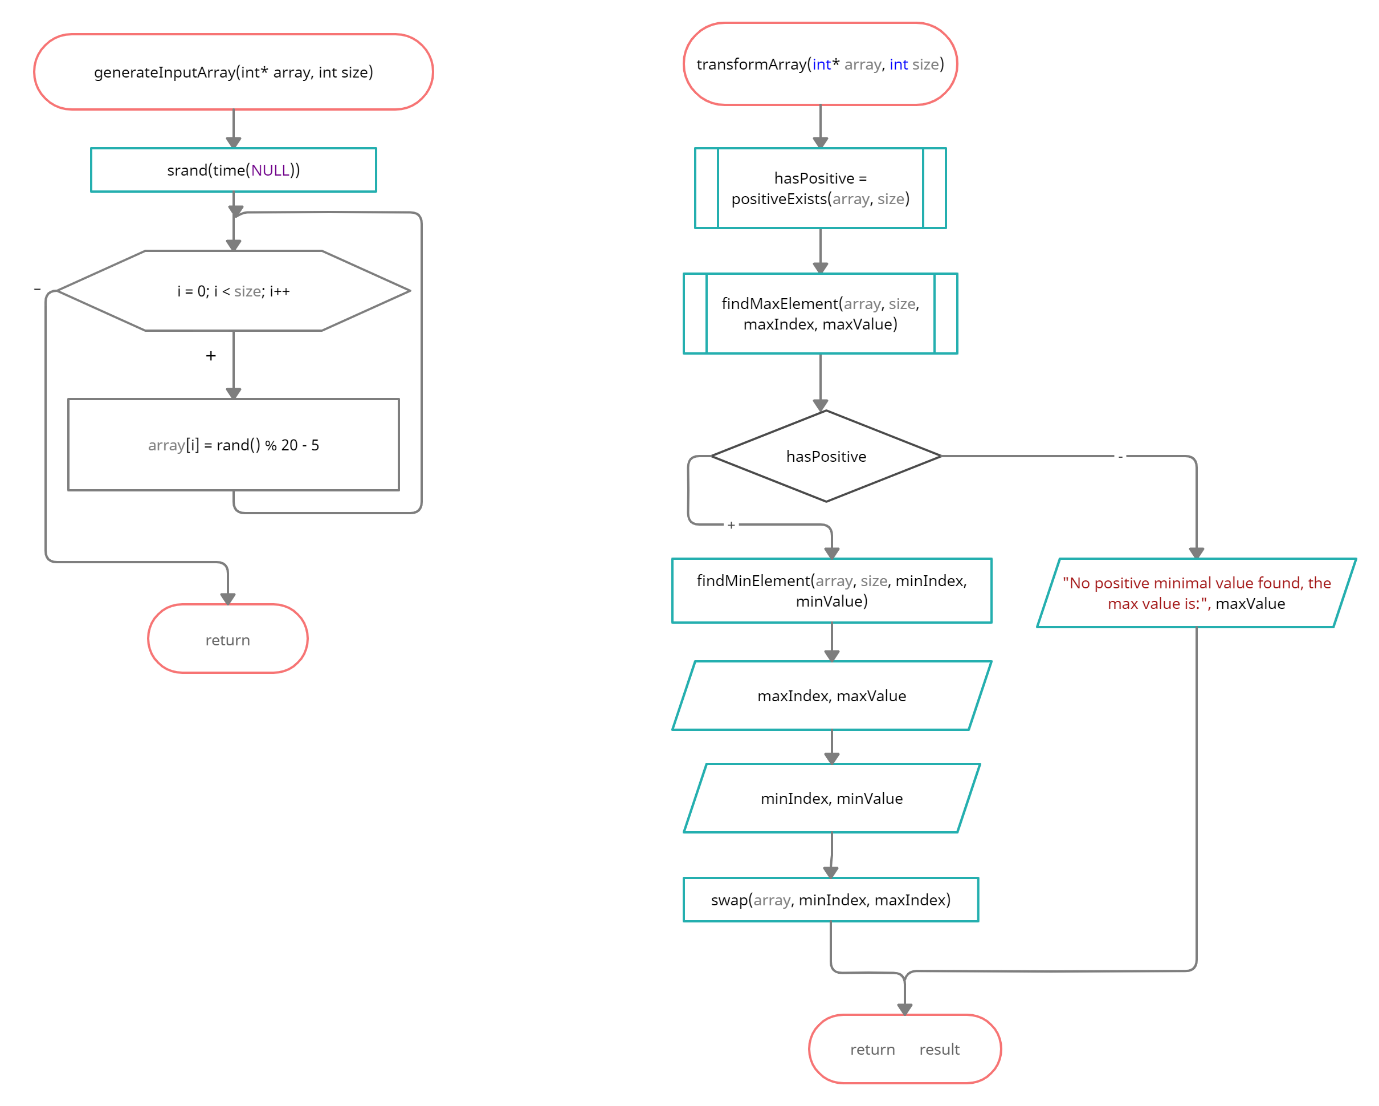 generateInputArray(int* array, int size)
srand(time(NULL))
i = 0; i < size; i++
–
+
array[i] = rand() % 20 - 5
return
transformArray(int* array, int size)
hasPositive =
positiveExists(array, size)
findMaxElement(array, size,
maxIndex, maxValue)
hasPositive
-
+
findMinElement(array, size, minIndex,
minValue)
"No positive minimal value found, the
max value is:", maxValue
maxIndex, maxValue
minIndex, minValue
swap(array, minIndex, maxIndex)
return result